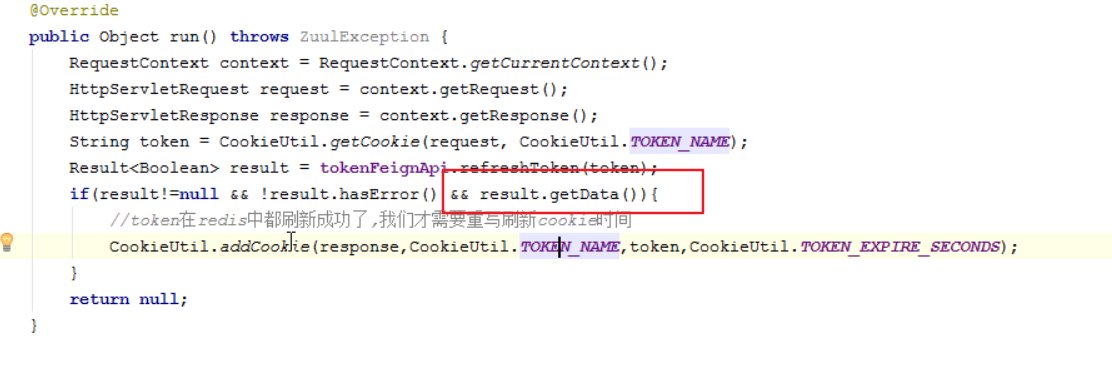 @Override
public Object run() throws ZuulException {
RequestContext context = RequestContext.getCurrentContext();
HttpServletRequest request = context.getRequest();
HttpServletResponse response = context.getResponse();
String token = CookieUtil.getCookie(request, CookieUtil.TOKEN_NAME);
Result<Boolean> result = tokenFeignApi.refreshToken(token);
if(result!=null && !result.hasError() && result.getData()){
//token在redis中都刷新成功了,我们才需要重写刷新cookie时间
CookieUtil.addCookie(response,CookieUtil.TOKEN_NAME,token,CookieUtil.TOKEN_EXPIRE_SECONDS);
}
return null;
}